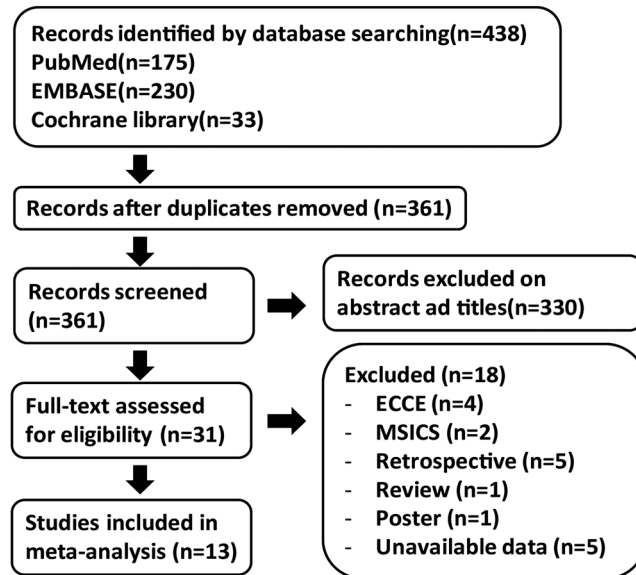 Records identified by database searching(n=438)
PubMed(n=175)
EMBASE(n=230)
Cochrane library(n=33)
Records after duplicates removed (n=361)
Records screened
(n=361)
Records excluded on
abstract ad titles(n=330)
Full-text assessed
for eligibility (n=31)
Excluded (n=18)
- ECCE (n=4)
- MSICS (n=2)
- Retrospective (n=5)
- Review (n=1)
- Poster (n=1)
- Unavailable data(n=5)
Studies included in
meta-analysis (n=13)